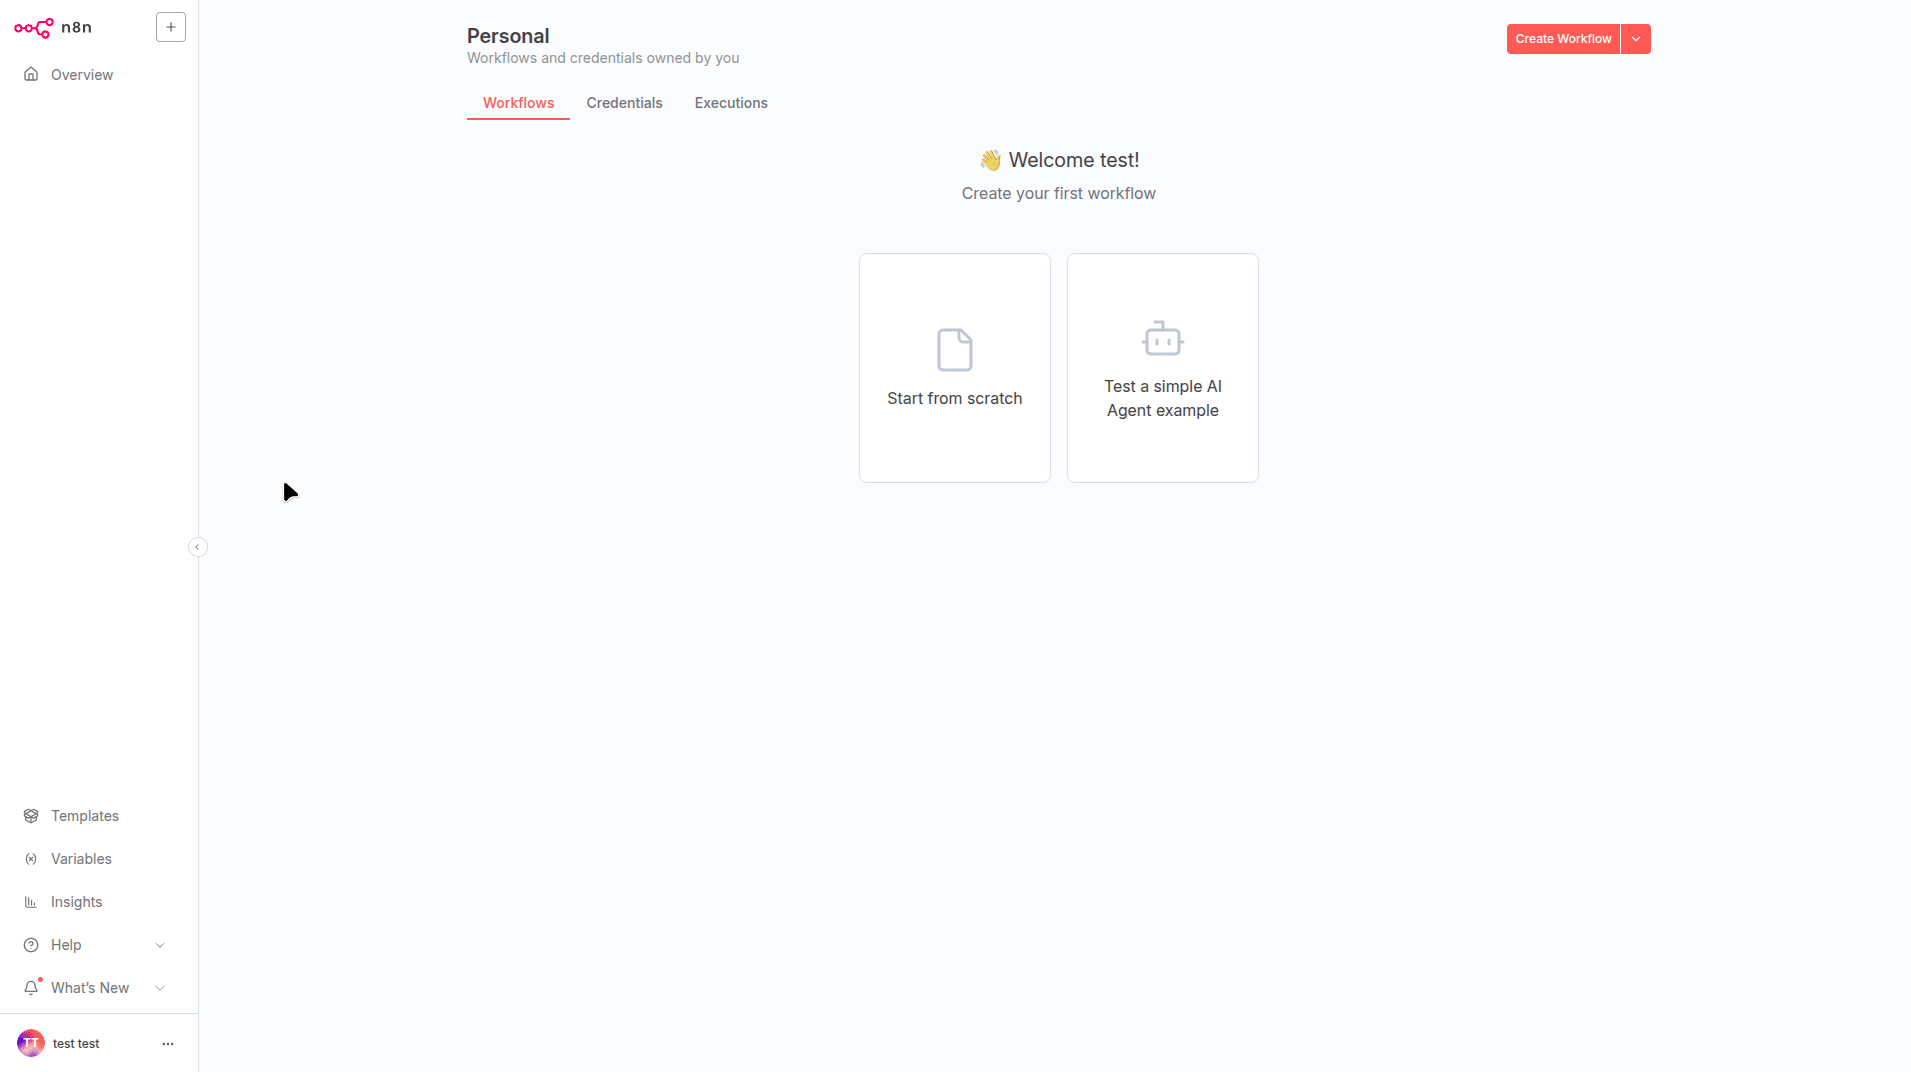 n8n
Overview
Personal
Workflows and credentials owned by you
Create Workflow
Workflows
Credentials
Executions
👋 Welcome test!
Create your first workflow
Start from scratch
Test a simple AI
Agent example
Templates
Variables
Insights
Help
What's New
TT
test test